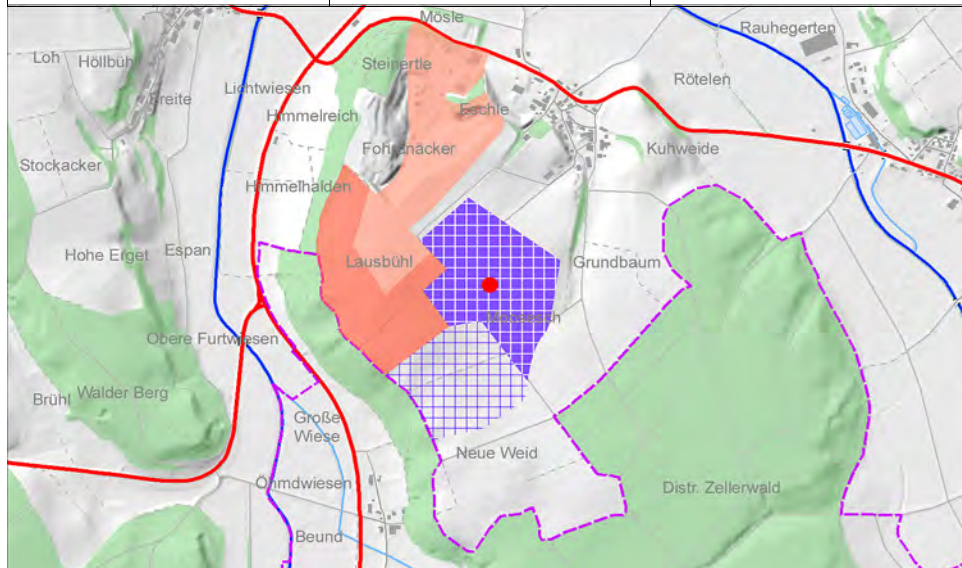 Mösle
Rauhegerten
Loh
Höllbüh
Steinertle
Rötelen
Lichtwiesen
Breite
Eschle
Himmelreich
Fohrenäcker
Kuhweide
Stockacker
Himmelhalden
Hohe Erget
Espan
Lausbühl
Grundbaum
Obere Furtwiesen
Brühl
Walder Berg
Große
Wiese
Neue Weid
Öhmdwiesen
Distr. Zellerwald
Beund